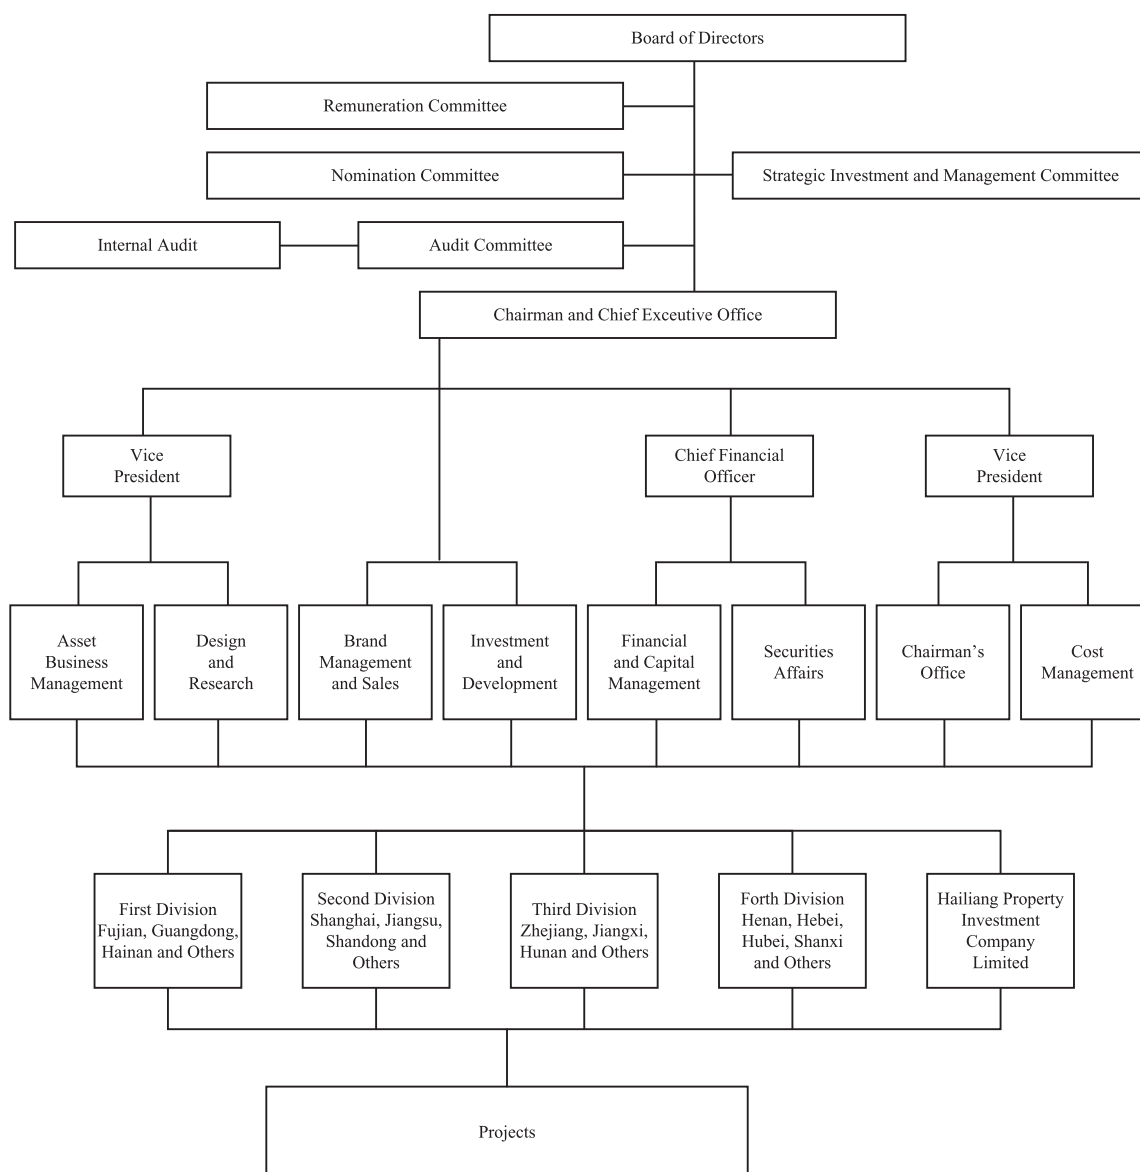 Board of Directors
Remuneration Committee
Nomination Committee
Strategic Investment and Management Committee
Internal Audit
Audit Committee
Chairman and Chief Exceutive Office
Vice
President
Chief Financial
Officer
Vice
President
Asset
Business
Management
Design
and
Research
Brand
Management
and Sales
Investment
and
Development
Financial
and Capital
Management
Securities
Affairs
Chairman’s
Office
Cost
Management
First Division
Fujian, Guangdong,
Hainan and Others
Second Division
Shanghai, Jiangsu,
Shandong and
Others
Third Division
Zhejiang, Jiangxi,
Hunan and Others
Forth Division
Henan, Hebei,
Hubei, Shanxi
and Others
Hailiang Property
Investment
Company
Limited
Projects